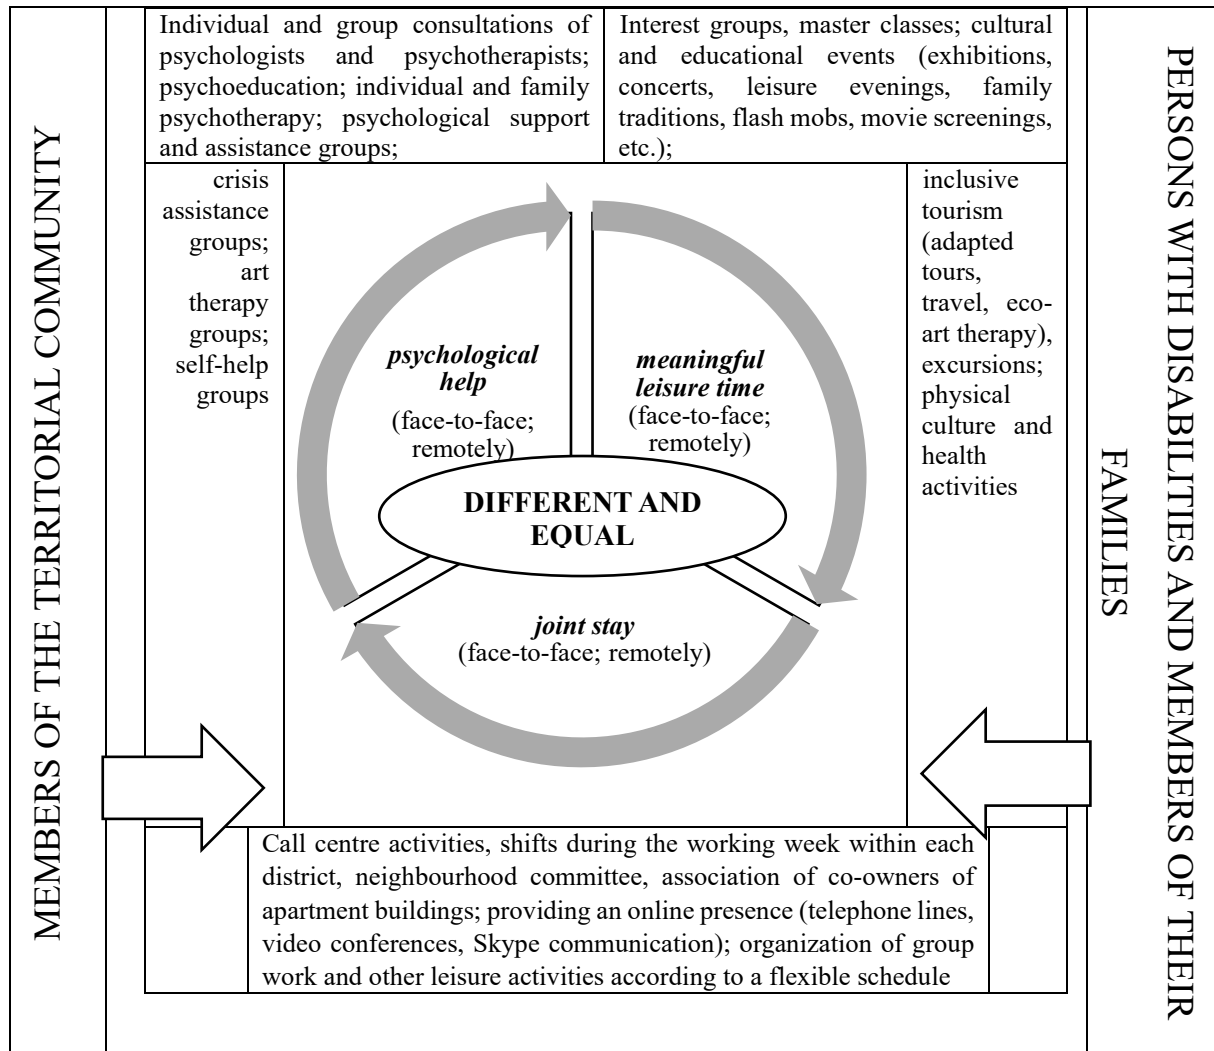 MEMBERS OF THE TERRITORIAL COMMUNITY
Individual and group consultations of
psychologists and psychotherapists;
psychoeducation; individual and family
psychotherapy; psychological support
and assistance groups;
Interest groups, master classes; cultural
and educational events (exhibitions,
concerts, leisure evenings, family
traditions, flash mobs, movie screenings,
etc.);
crisis
assistance
groups;
art
therapy
groups;
self-help
groups
psychological
help
(face-to-face;
remotely)
meaningful
leisure time
(face-to-face;
remotely)
DIFFERENT AND
EQUAL
joint stay
(face-to-face; remotely)
inclusive
tourism
(adapted
tours,
travel, eco-
art therapy),
excursions;
physical
culture and
health
activities
Call centre activities, shifts during the working week within each
district, neighbourhood committee, association of co-owners of
apartment buildings; providing an online presence (telephone lines,
video conferences, Skype communication); organization of group
work and other leisure activities according to a flexible schedule
PERSONS WITH DISABILITIES AND MEMBERS OF THEIR
FAMILIES